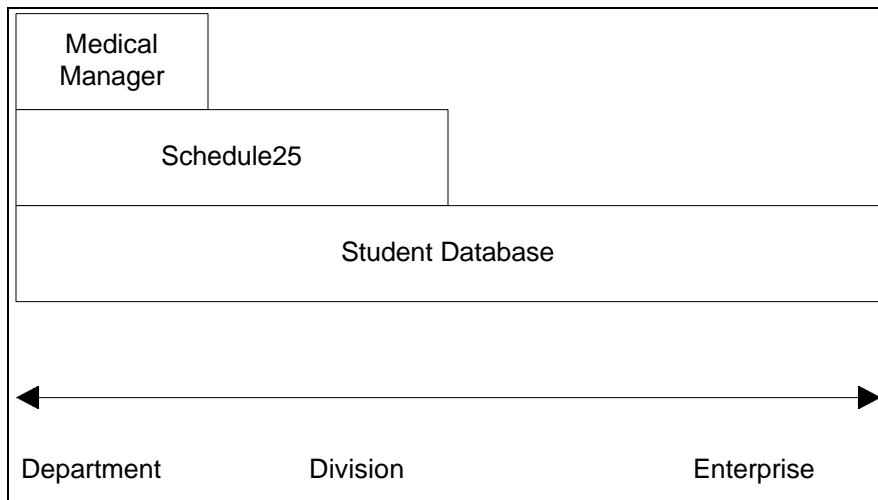 Medical
Manager
Schedule25
Student Database
Department Division Enterprise